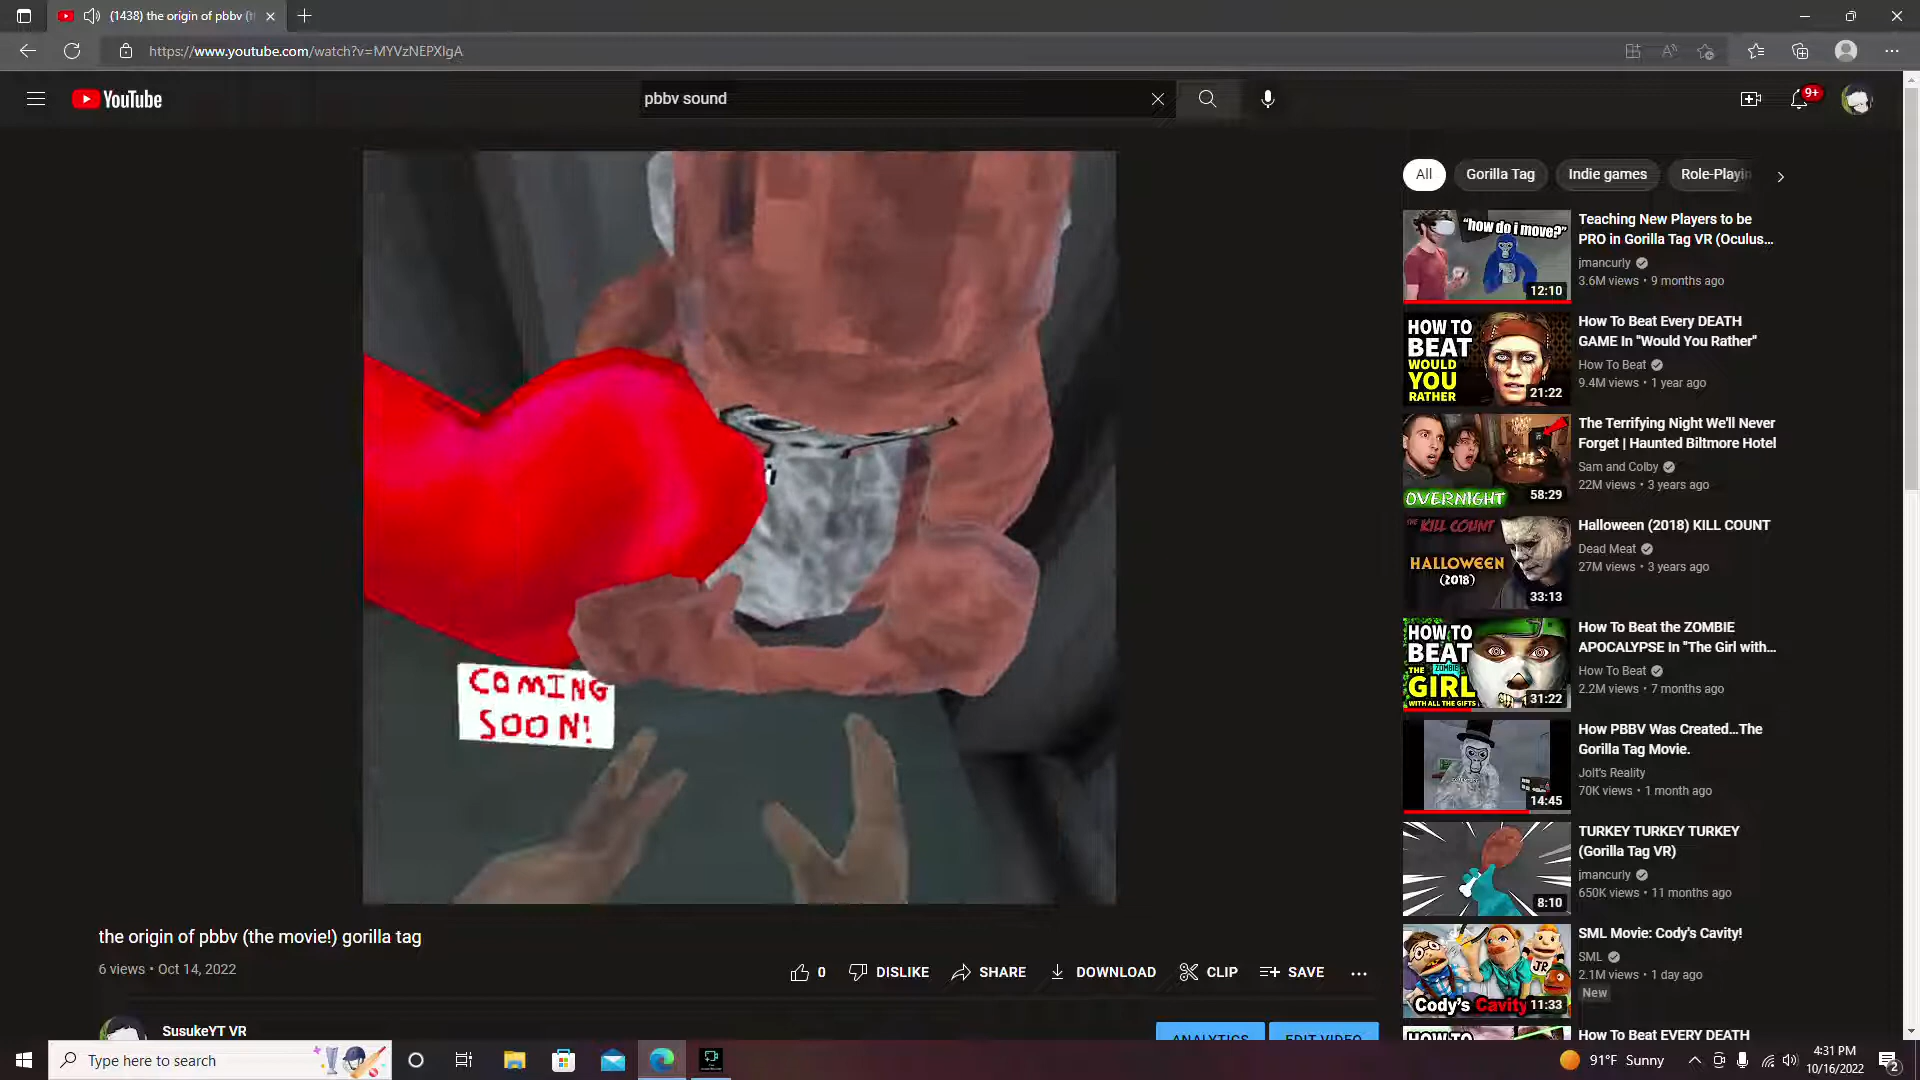 (1438) the origin of pbbv (t
https://www.youtube.com/watch?v=MYVzNEPXlgA
YouTube
pbbv sound
9+
All
Gorilla Tag
Indie games
Role-Playin
COMING
SOON!
the origin of pbbv (the movie!) gorilla tag
6 views • Oct 14, 2022
0
DISLIKE
SHARE
DOWNLOAD
CLIP
SAVE
SusukeYT VR
ANALYTICS
EDIT VIDEO
"how do i move?"
12:10
Teaching New Players to be
PRO in Gorilla Tag VR (Oculus...
jmancurly
3.6M views • 9 months ago
HOW TO
BEAT
WOULD
YOU
RATHER
21:22
How To Beat Every DEATH
GAME In "Would You Rather"
How To Beat
9.4M views • 1 year ago
OVERNIGHT
58:29
The Terrifying Night We'll Never
Forget | Haunted Biltmore Hotel
Sam and Colby
22M views • 3 years ago
THE KILL COUNT
HALLOWEEN
(2018)
33:13
Halloween (2018) KILL COUNT
Dead Meat
27M views • 3 years ago
HOW TO
BEAT
THE ZOMBIE
GIRL
WITH ALL THE GIFTS
31:22
How To Beat the ZOMBIE
APOCALYPSE In "The Girl with...
How To Beat
2.2M views • 7 months ago
14:45
How PBBV Was Created...The
Gorilla Tag Movie.
Jolt's Reality
70K views • 1 month ago
8:10
TURKEY TURKEY TURKEY
(Gorilla Tag VR)
jmancurly
650K views • 11 months ago
JR
Cody's Cavity
11:33
SML Movie: Cody's Cavity!
SML
2.1M views • 1 day ago
New
How To Beat EVERY DEATH
Type here to search
91°F Sunny
4:31 PM
10/16/2022
2